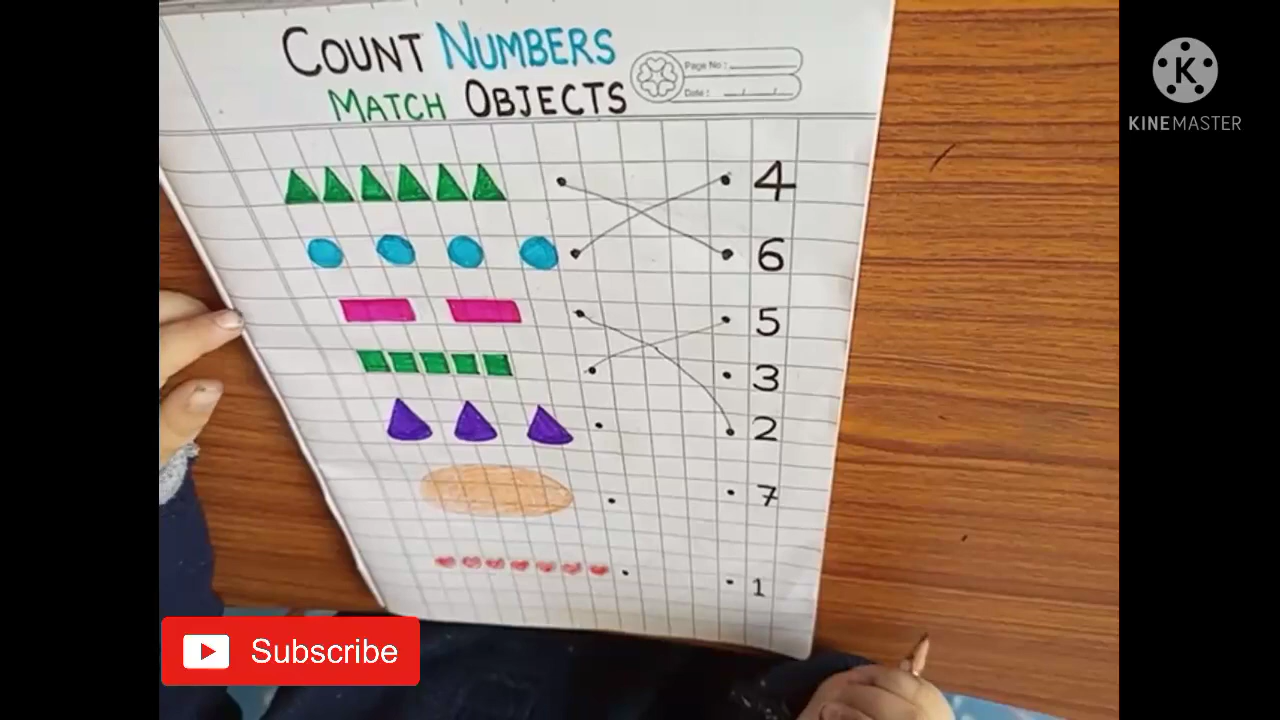 COUNT NUMBERS
MATCH OBJECTS
Page No :
Date :
4
6
5
3
2
7
1
K
KINEMASTER
Subscribe